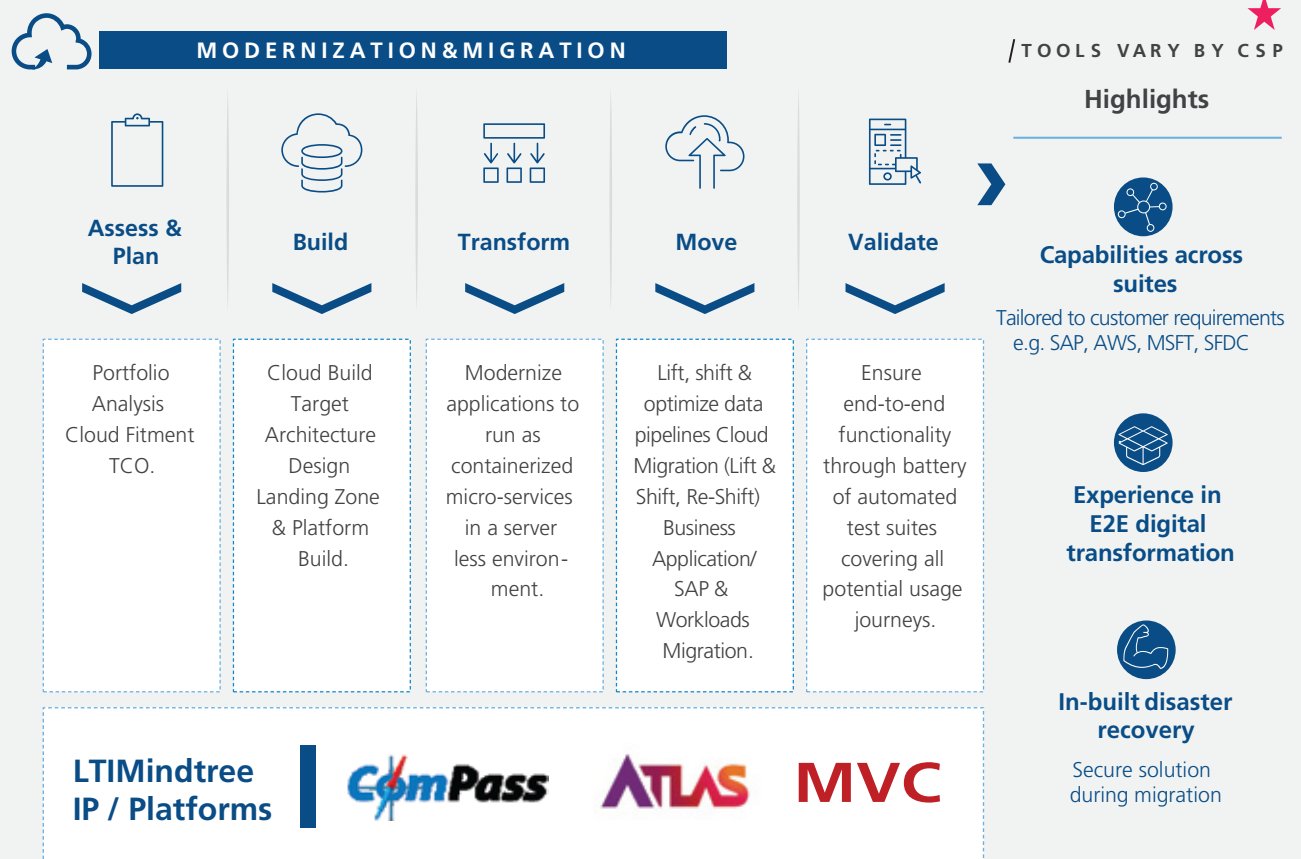 MODERNIZATION&MIGRATION
/TOOLS VARY BY CSP
Highlights
Assess &
Plan
Build
Transform
Move
Validate
Portfolio
Analysis
Cloud Fitment
TCO.
Cloud Build
Target
Architecture
Design
Landing Zone
& Platform
Build.
Modernize
applications to
run as
containerized
micro-services
in a server
less environ-
ment.
Lift, shift &
optimize data
pipelines Cloud
Migration (Lift &
Shift, Re-Shift)
Business
Application/
SAP &
Workloads
Migration.
Ensure
end-to-end
functionality
through battery
of automated
test suites
covering all
potential usage
journeys.
Capabilities across
suites
Tailored to customer requirements
e.g. SAP, AWS, MSFT, SFDC
Experience in
E2E digital
transformation
In-built disaster
recovery
Secure solution
during migration
LTIMindtree
IP / Platforms
ComPass
ATLAS
MVC